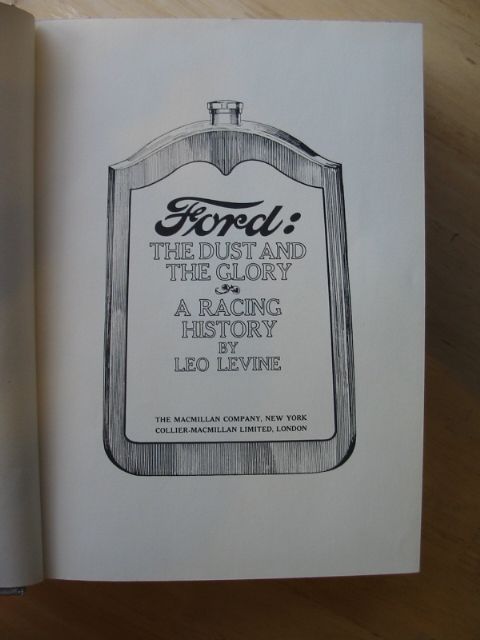 Ford:
THE DUST AND
THE GLORY
A RACING
HISTORY
BY
LEO LEVINE
THE MACMILLAN COMPANY, NEW YORK
COLLIER-MACMILLAN LIMITED, LONDON